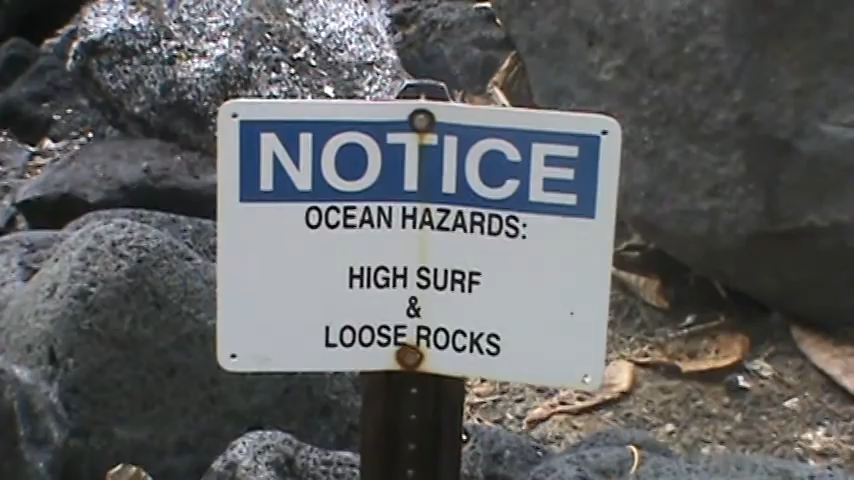 NOTICE
OCEAN HAZARDS:
HIGH SURF
&
LOOSE ROCKS